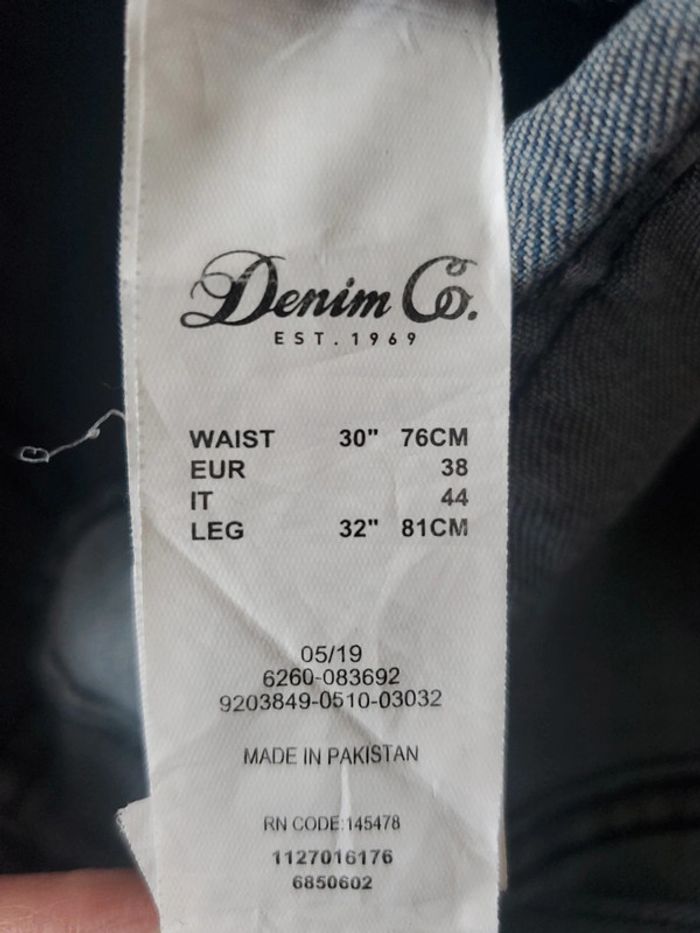 Denim Co.
EST. 1969
WAIST 30" 76CM
EUR 38
IT 44
LEG 32" 81CM
05/19
6260-083692
9203849-0510-03032
MADE IN PAKISTAN
RN CODE:145478
1127016176
6850602